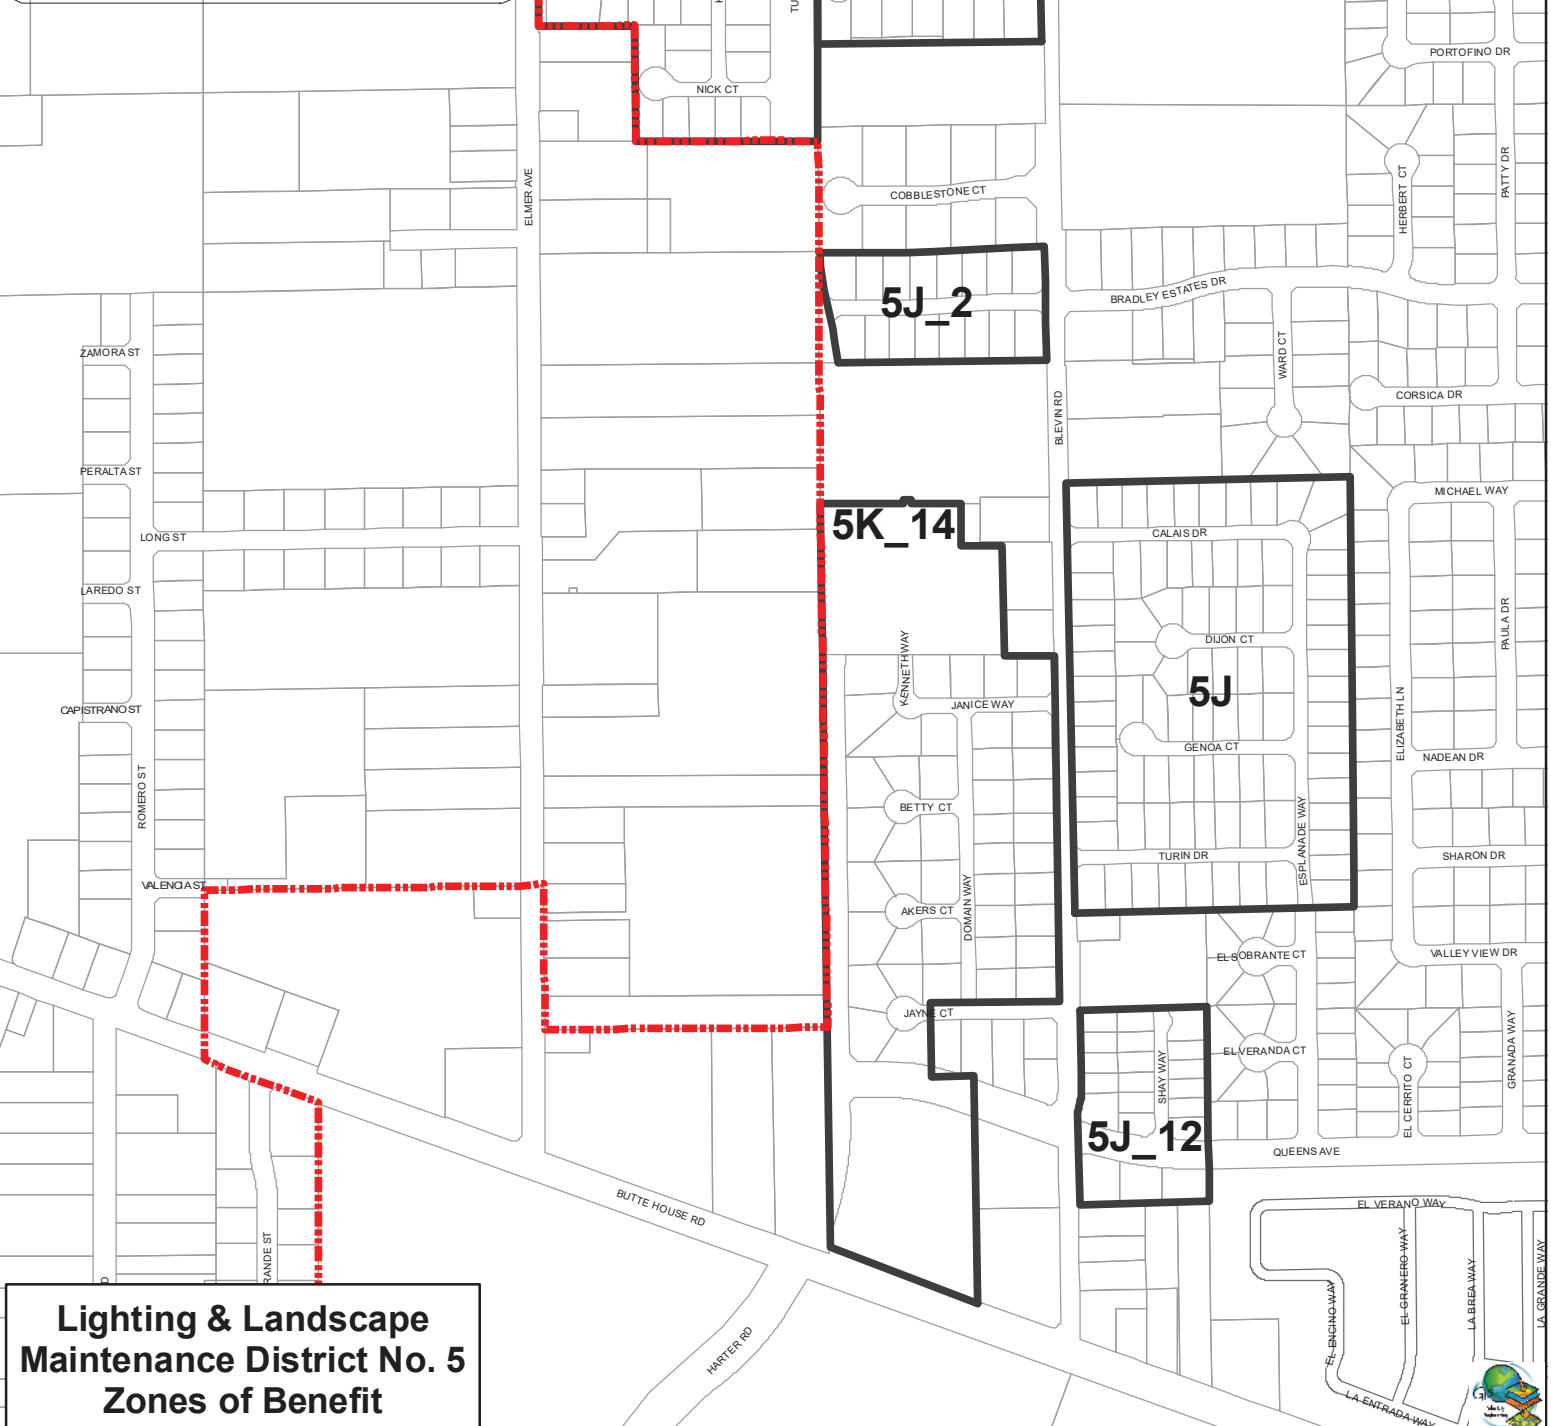 PORTOFINO DR
NICK CT
PATTY DR
HERBERT CT
ELMER AVE
COBBLESTONE CT
BRADLEY ESTATES DR
5J_2
WARD CT
ZAMORA ST
CORSICA DR
BLEVIN RD
PERALTA ST
MICHAEL WAY
5K_14
LONG ST
CALAIS DR
LAREDO ST
PAULA DR
DIJON CT
KENNETH WAY
5J
CAPISTRANO ST
JANICE WAY
ELIZABETH LN
GENOA CT
NADEAN DR
ROMERO ST
BETTY CT
ESPLANADE WAY
TURIN DR
SHARON DR
VALENCIA ST
AKERS CT
DOMAIN WAY
EL SOBRANTE CT
VALLEY VIEW DR
JAYNE CT
EL VERANDA CT
GRANADA WAY
SHAY WAY
EL CERRITO CT
5J_12
QUEENS AVE
BUTTE HOUSE RD
EL VERANO WAY
RANDE ST
D
EL GRANERO WAY
LA BREA WAY
LA GRANDE WAY
EL ENCINO WAY
HARTER RD
LA ENTRADA WAY
Lighting & Landscape
Maintenance District No. 5
Zones of Benefit